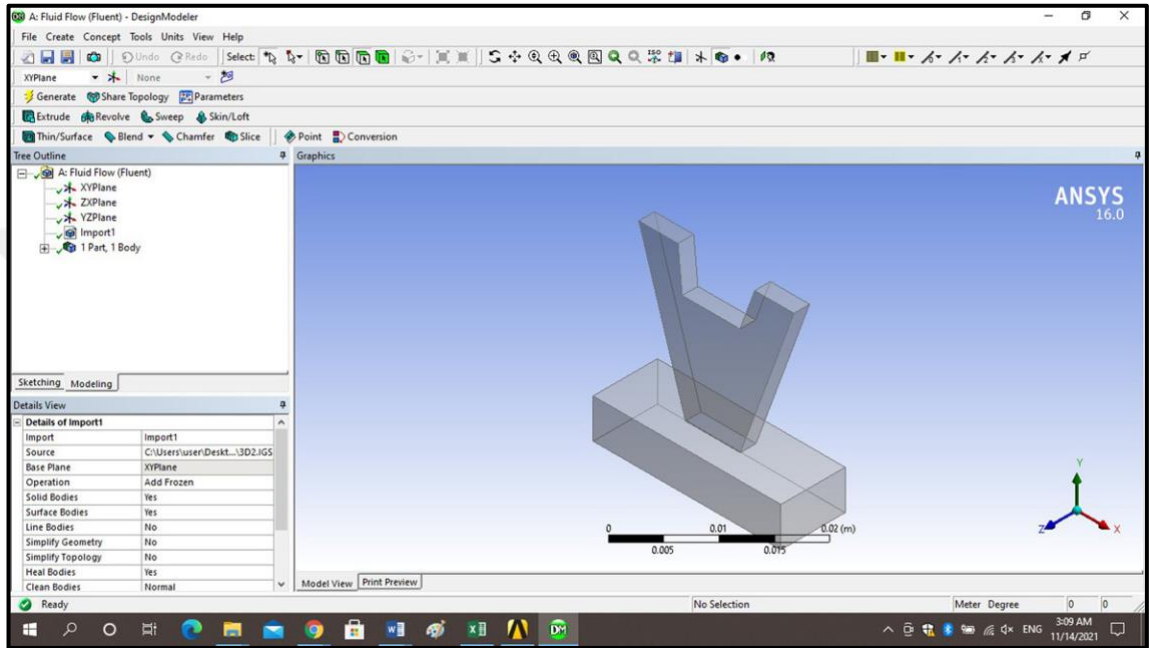 A: Fluid Flow (Fluent) - DesignModeler
File Create Concept Tools Units View Help
Undo Redo Select:
XYPlane None
Generate Share Topology Parameters
Extrude Revolve Sweep Skin/Loft
Thin/Surface Blend Chamfer Slice Point Conversion
Tree Outline
A: Fluid Flow (Fluent)
XYPlane
ZXPlane
YZPlane
Import1
1 Part, 1 Body
Sketching Modeling
Details View
Details of Import1
Import Import1
Source C:\Users\user\Deskt...\3D2.IGS
Base Plane XYPlane
Operation Add Frozen
Solid Bodies Yes
Surface Bodies Yes
Line Bodies No
Simplify Geometry No
Simplify Topology No
Heal Bodies Yes
Clean Bodies Normal
Graphics
ANSYS
16.0
0 0.01 0.02 (m)
0.005 0.015
Y
Z X
Model View Print Preview
Ready No Selection Meter Degree 0 0
ENG 3:09 AM
11/14/2021